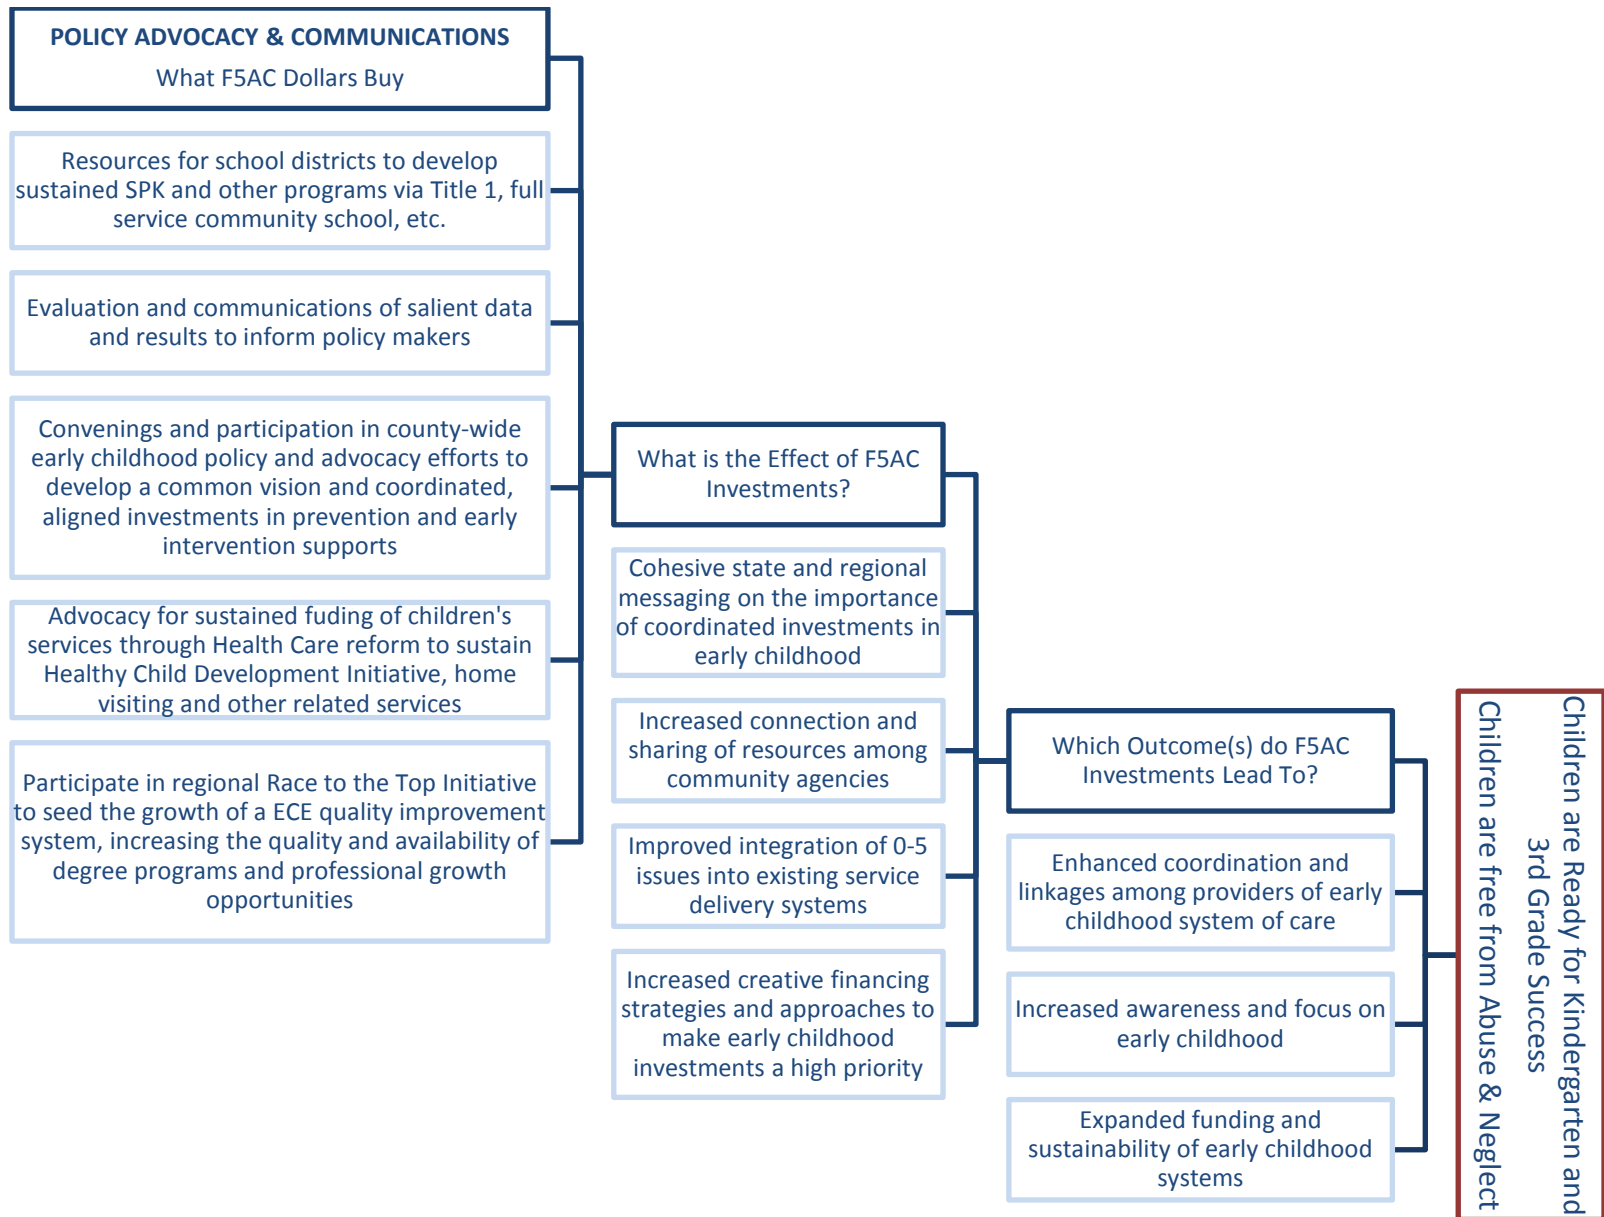 POLICY ADVOCACY & COMMUNICATIONS
What F5AC Dollars Buy
Resources for school districts to develop
sustained SPK and other programs via Title 1, full
service community school, etc.
Evaluation and communications of salient data
and results to inform policy makers
Convenings and participation in county-wide
early childhood policy and advocacy efforts to
develop a common vision and coordinated,
aligned investments in prevention and early
intervention supports
Advocacy for sustained fuding of children's
services through Health Care reform to sustain
Healthy Child Development Initiative, home
visiting and other related services
Participate in regional Race to the Top Initiative
to seed the growth of a ECE quality improvement
system, increasing the quality and availability of
degree programs and professional growth
opportunities
What is the Effect of F5AC
Investments?
Cohesive state and regional
messaging on the importance
of coordinated investments in
early childhood
Increased connection and
sharing of resources among
community agencies
Improved integration of 0-5
issues into existing service
delivery systems
Increased creative financing
strategies and approaches to
make early childhood
investments a high priority
Which Outcome(s) do F5AC
Investments Lead To?
Enhanced coordination and
linkages among providers of early
childhood system of care
Increased awareness and focus on
early childhood
Expanded funding and
sustainability of early childhood
systems
Children are Ready for Kindergarten and
3rd Grade Success
Children are free from Abuse & Neglect